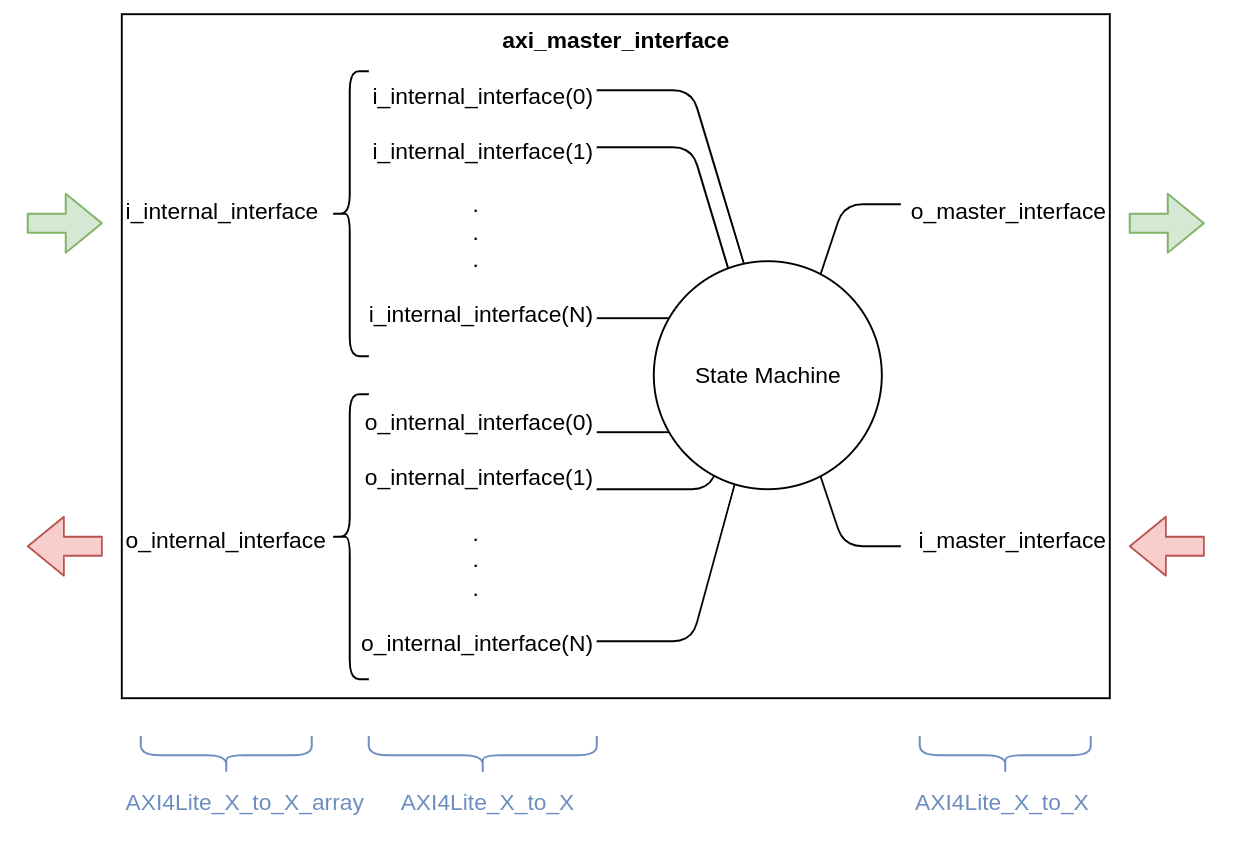 axi_master_interface
i_internal_interface(0)
i_internal_interface(1)
i_internal_interface
.
.
.
i_internal_interface(N)
o_master_interface
State Machine
o_internal_interface(0)
o_internal_interface(1)
o_internal_interface
.
.
.
o_internal_interface(N)
i_master_interface
AXI4Lite_X_to_X_array
AXI4Lite_X_to_X
AXI4Lite_X_to_X